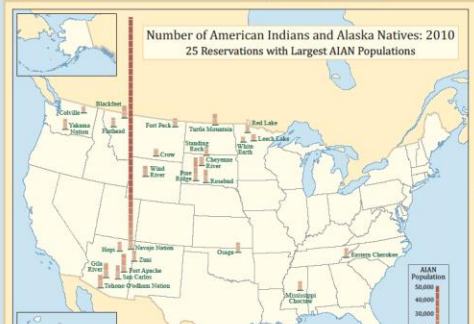 Number of American Indians and Alaska Natives: 2010
25 Reservations with Largest AIAN Populations
Blackfeet
Colville
Yakama
Nation
Flathead
Fort Peck
Turtle Mountain
Red Lake
Leech Lake
White
Earth
Standing
Rock
Crow
Cheyenne
River
Wind
River
Pine
Ridge
Rosebud
Hopi
Navajo Nation
Zuni
Gila
River
Fort Apache
San Carlos
Tohono O'odham Nation
Osage
Eastern Cherokee
Mississippi
Choctaw
AIAN
Population
50,000
40,000
30,000